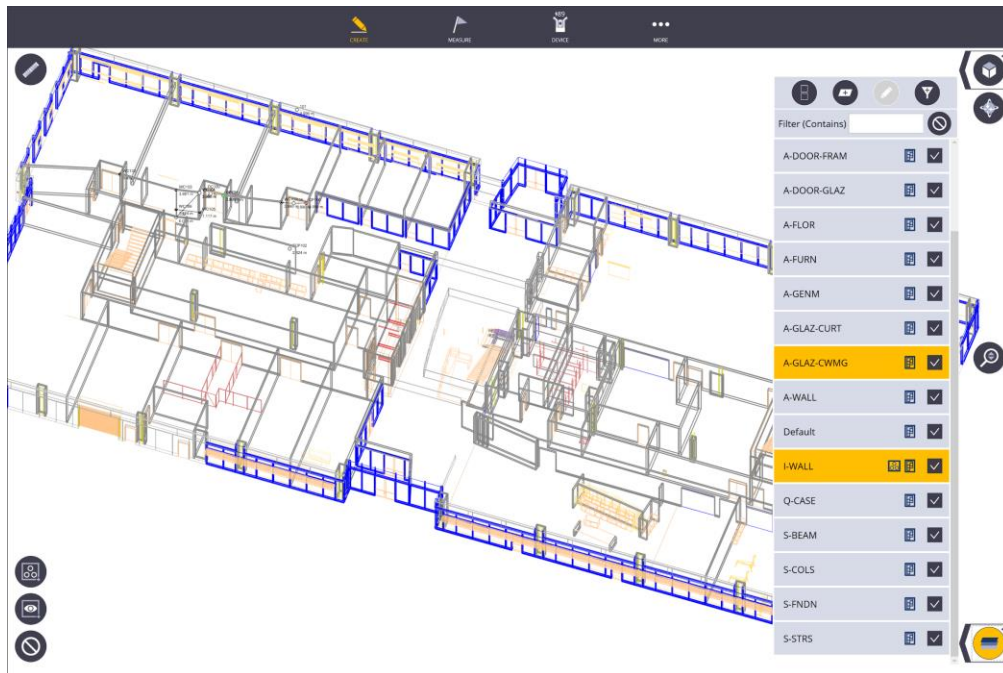 489
CREATE
MEASURE
DEVICE
MORE
Filter (Contains)
A-DOOR-FRAM
A-DOOR-GLAZ
A-FLOR
A-FURN
A-GENM
A-GLAZ-CURT
A-GLAZ-CWMG
A-WALL
Default
I-WALL
Q-CASE
S-BEAM
S-COLS
S-FNDN
S-STRS